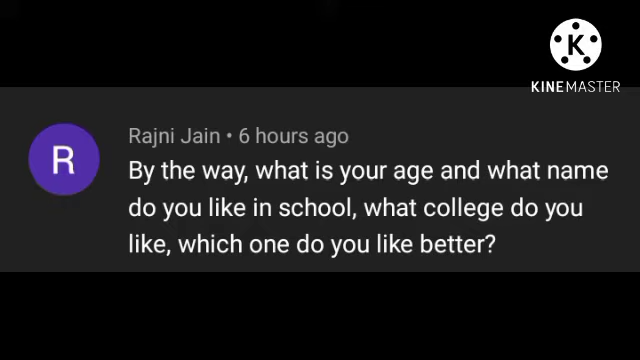 K
KINEMASTER
R
Rajni Jain • 6 hours ago
By the way, what is your age and what name
do you like in school, what college do you
like, which one do you like better?